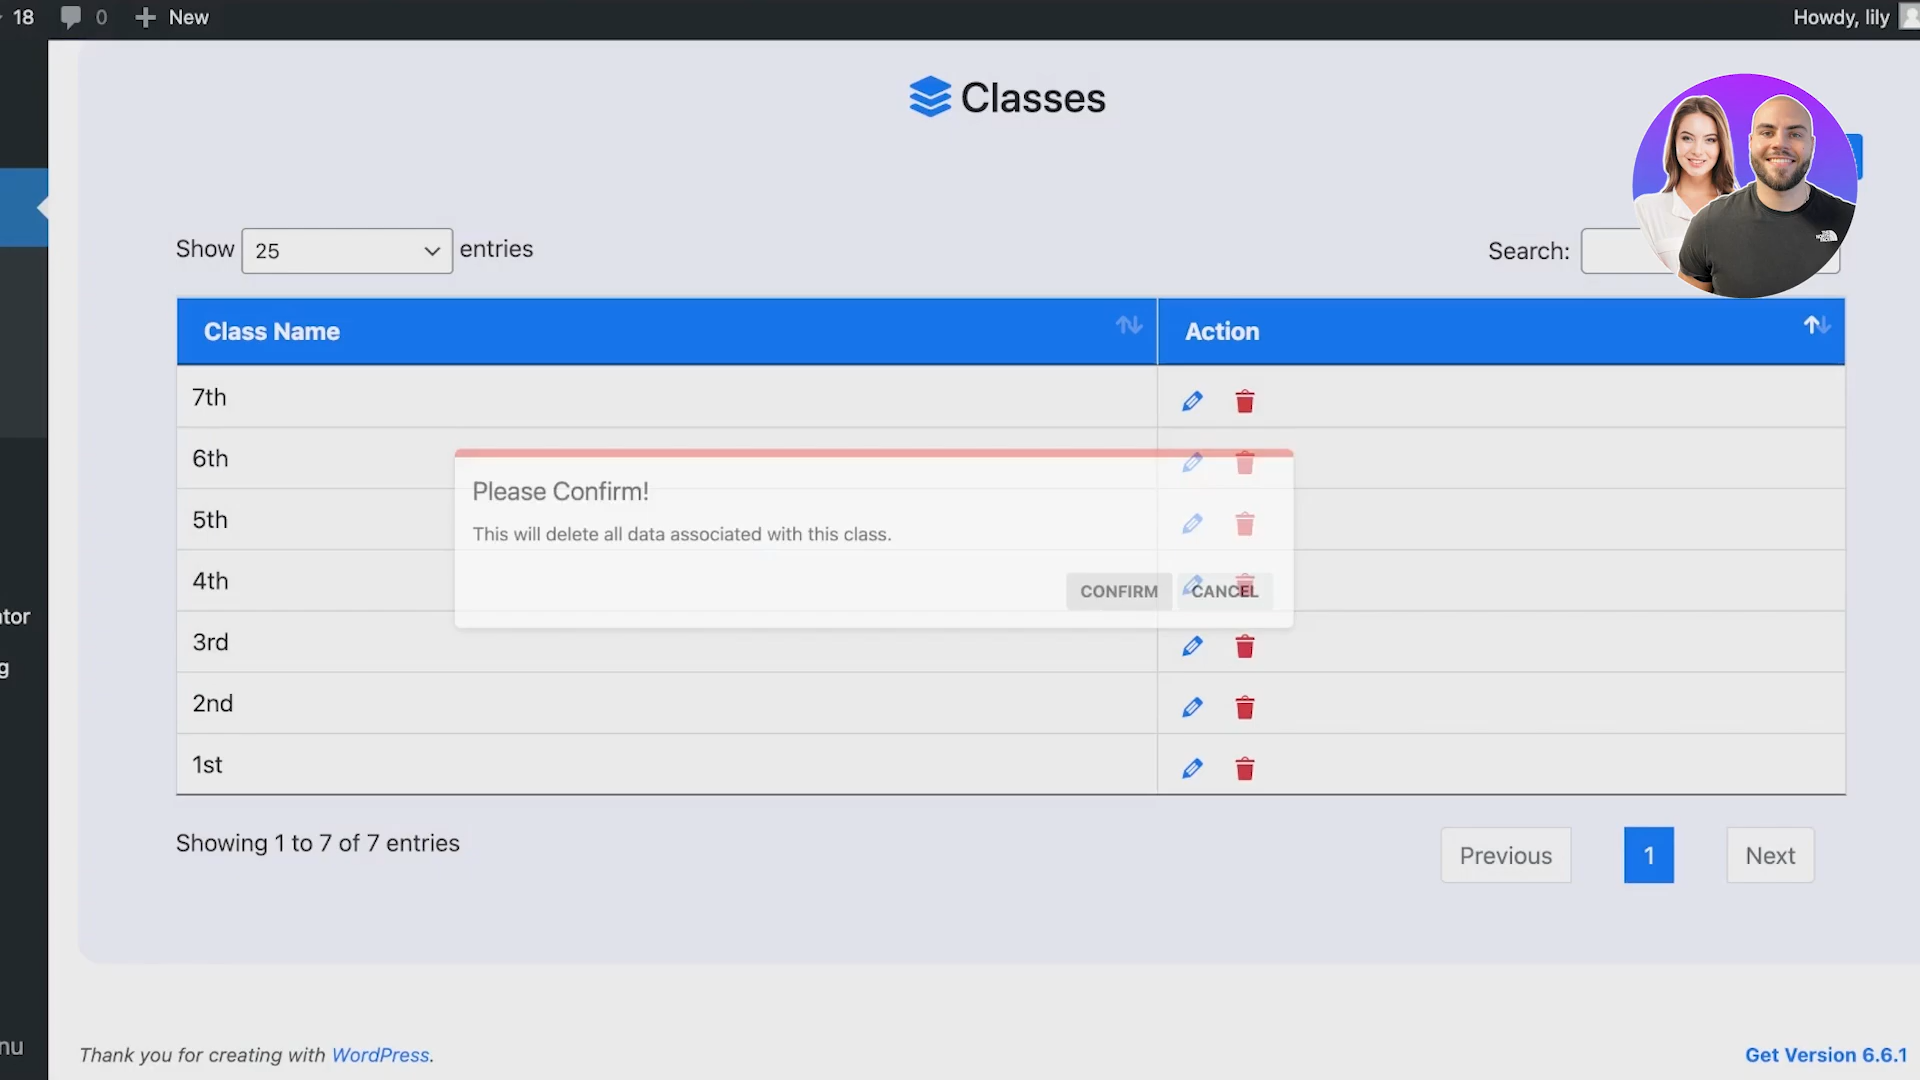 18 0 New Howdy, lily
Classes
Show 25 entries Search:
Class Name Action
7th
6th
5th
4th
3rd
2nd
1st
Please Confirm!
This will delete all data associated with this class.
CONFIRM CANCEL
Showing 1 to 7 of 7 entries
Previous 1 Next
tor
g
nu
Thank you for creating with WordPress.
Get Version 6.6.1